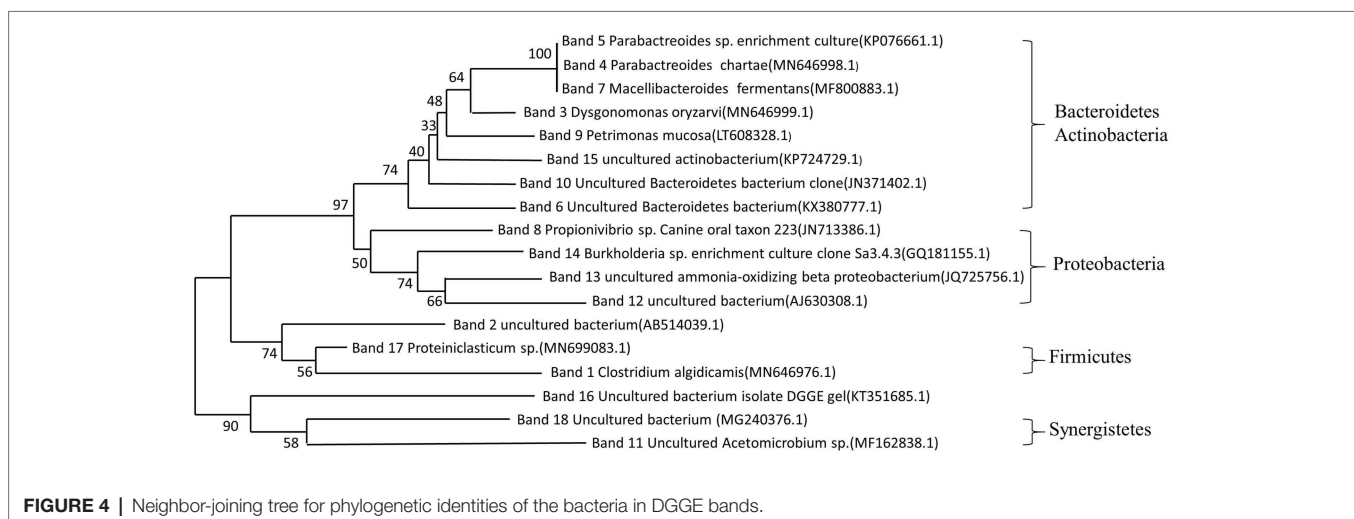 Band 5 Parabactreoides sp. enrichment culture(KP076661.1)
100
Band 4 Parabactreoides chartae(MN646998.1)
64
Band 7 Macellibacteroides fermentans(MF800883.1)
48
Band 3 Dysgonomonas oryzarvi(MN646999.1)
Bacteroidetes
Actinobacteria
33
Band 9 Petrimonas mucosa(LT608328.1)
40
Band 15 uncultured actinobacterium(KP724729.1)
74
Band 10 Uncultured Bacteroidetes bacterium clone(JN371402.1)
97
Band 6 Uncultured Bacteroidetes bacterium(KX380777.1)
Band 8 Propionivibrio sp. Canine oral taxon 223(JN713386.1)
50
Band 14 Burkholderia sp. enrichment culture clone Sa3.4.3(GQ181155.1)
Proteobacteria
74
Band 13 uncultured ammonia-oxidizing beta proteobacterium(JQ725756.1)
66
Band 12 uncultured bacterium(AJ630308.1)
Band 2 uncultured bacterium(AB514039.1)
74
Band 17 Proteiniclasticum sp.(MN699083.1)
Firmicutes
56
Band 1 Clostridium algidicamis(MN646976.1)
Band 16 Uncultured bacterium isolate DGGE gel(KT351685.1)
90
Band 18 Uncultured bacterium (MG240376.1)
Synergistetes
58
Band 11 Uncultured Acetomicrobium sp.(MF162838.1)
FIGURE 4 | Neighbor-joining tree for phylogenetic identities of the bacteria in DGGE bands.